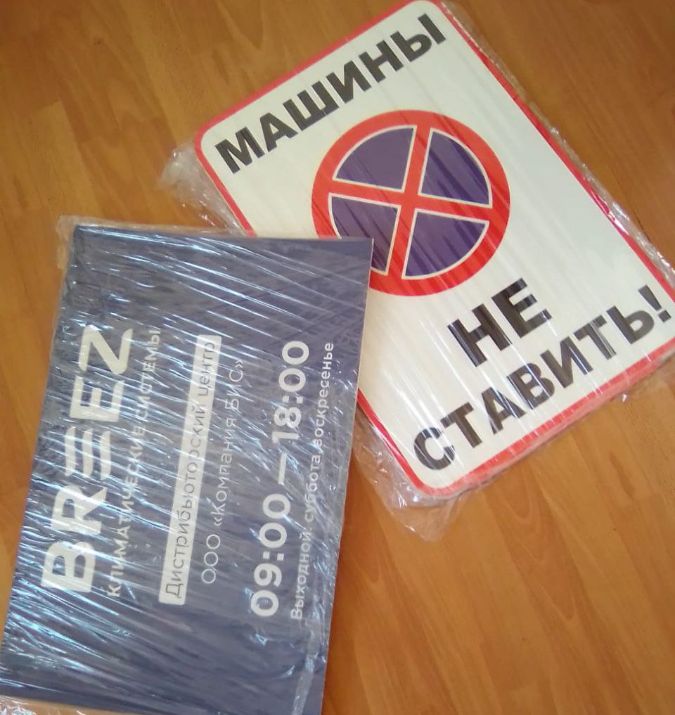 МАШИНЫ
НЕ
СТАВИТЬ!
BREEZ
КЛИМАТИЧЕСКИЕ СИСТЕМЫ
Дистрибьюторский центр
ООО «Компания БИС»
09:00 — 18:00
Выходной: суббота, воскресенье